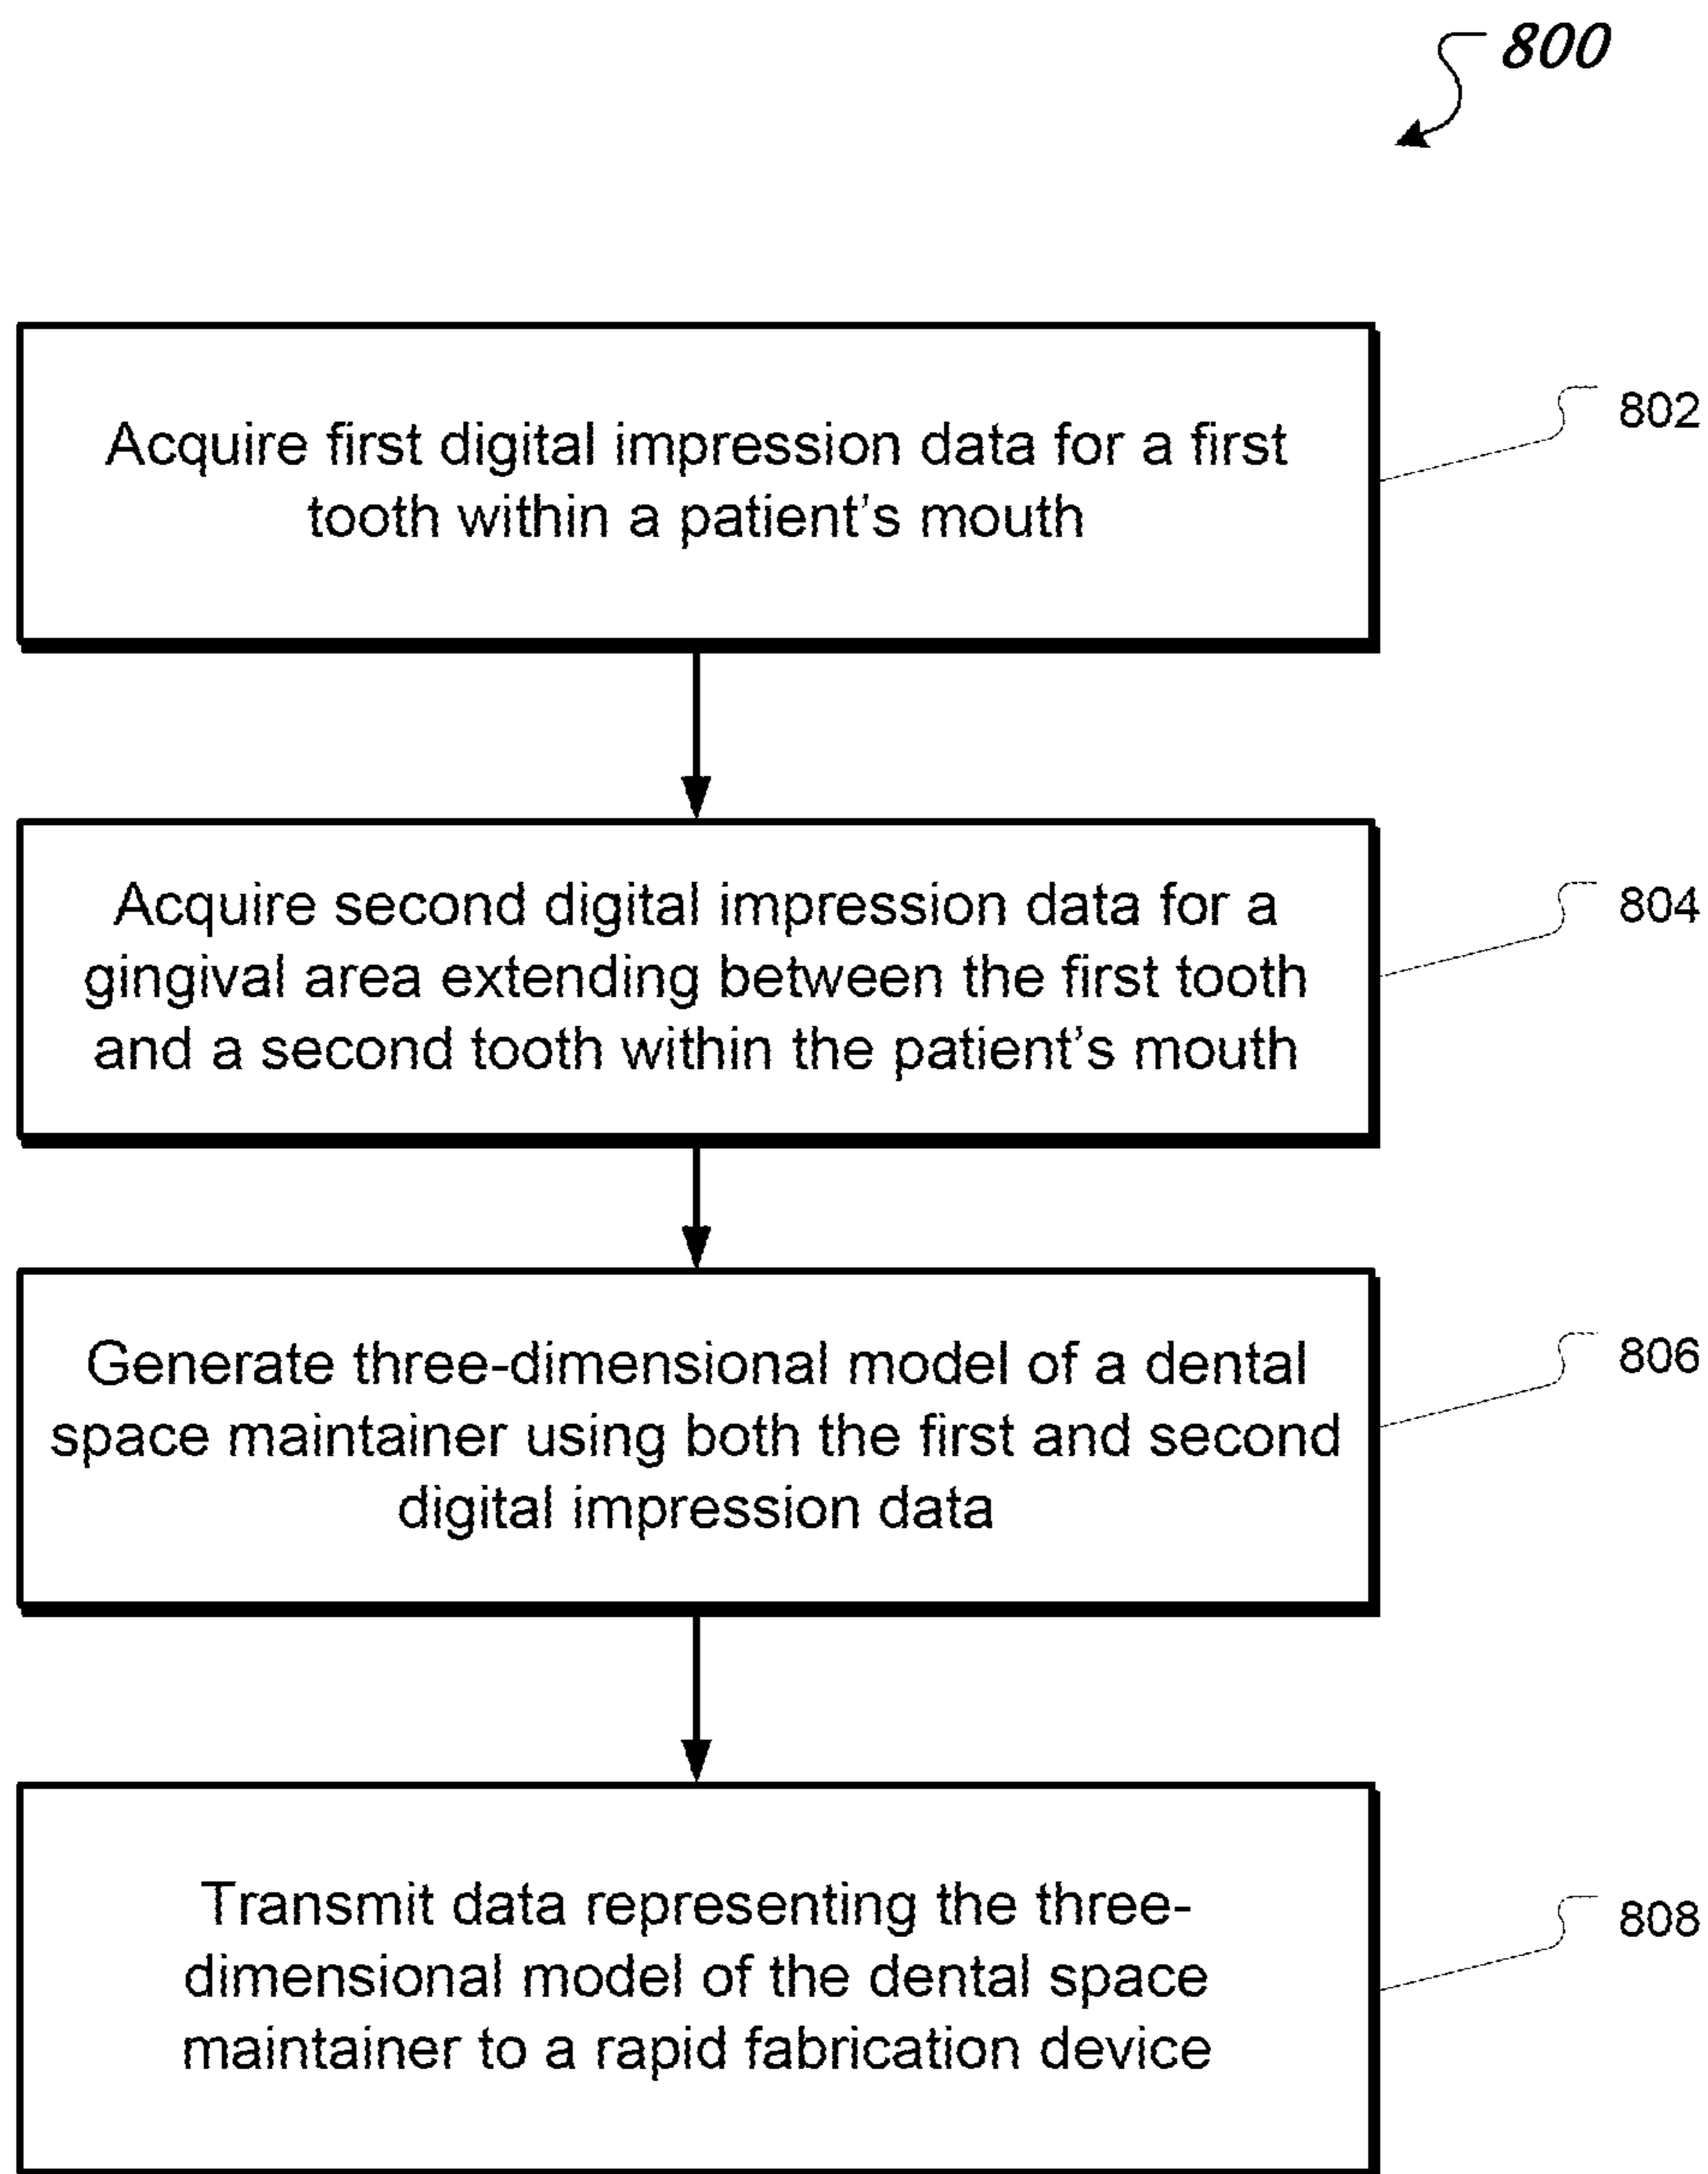 800
Acquire first digital impression data for a first
tooth within a patient's mouth
802
Acquire second digital impression data for a
gingival area extending between the first tooth
and a second tooth within the patient's mouth
804
Generate three-dimensional model of a dental
space maintainer using both the first and second
digital impression data
806
Transmit data representing the three-
dimensional model of the dental space
maintainer to a rapid fabrication device
808